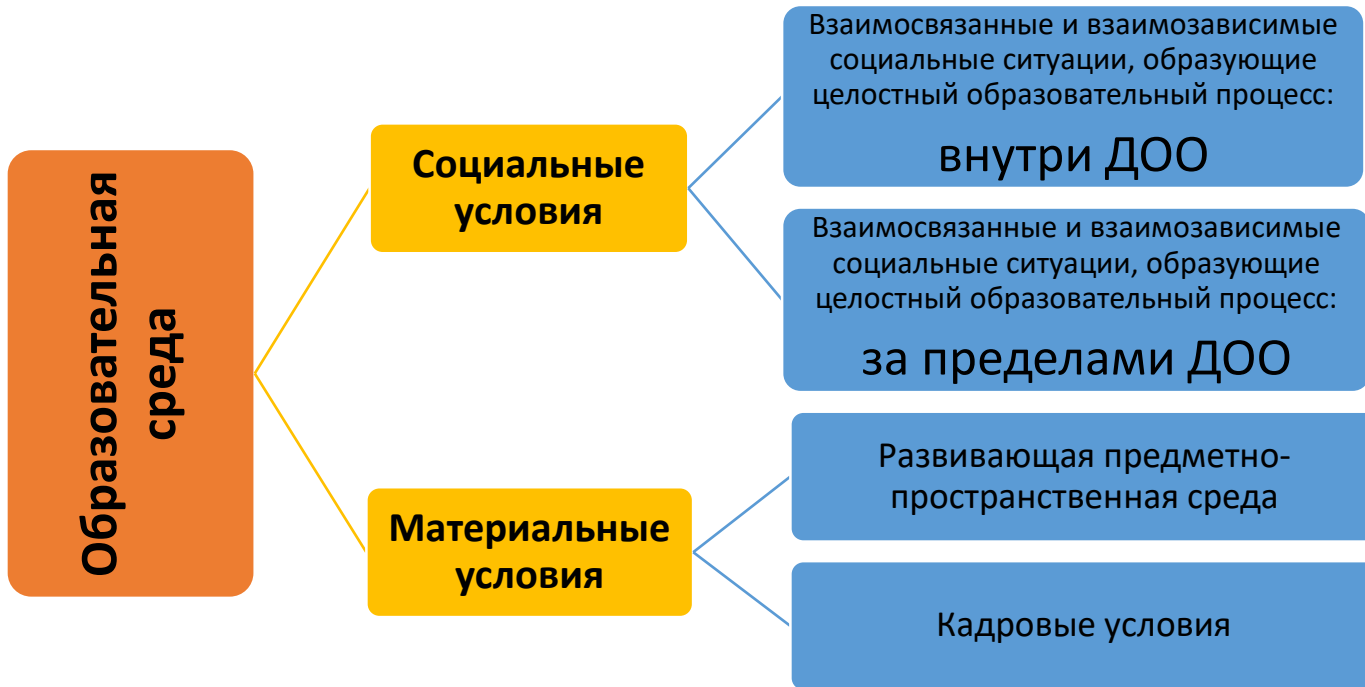 Образовательная
среда
Социальные
условия
Взаимосвязанные и взаимозависимые
социальные ситуации, образующие
целостный образовательный процесс:
внутри ДОО
Взаимосвязанные и взаимозависимые
социальные ситуации, образующие
целостный образовательный процесс:
за пределами ДОО
Материальные
условия
Развивающая предметно-
пространственная среда
Кадровые условия